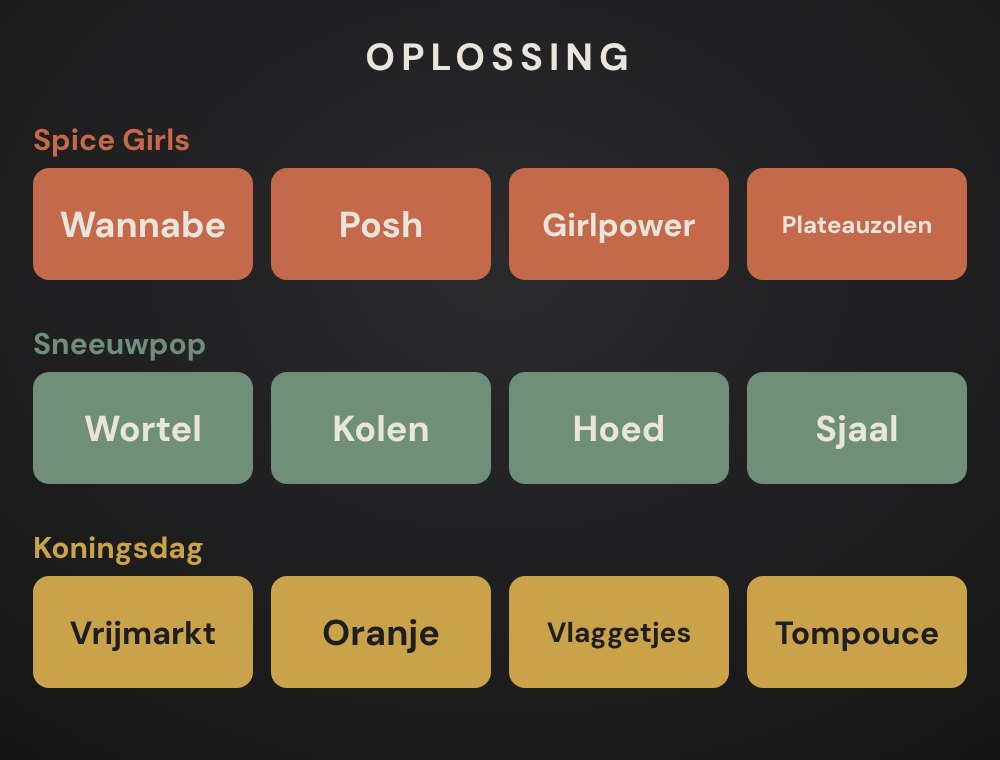 OPLOSSING
Spice Girls
Wannabe Posh Girlpower Plateauzolen
Sneeuwpop
Wortel Kolen Hoed Sjaal
Koningsdag
Vrijmarkt Oranje Vlaggetjes Tompouce